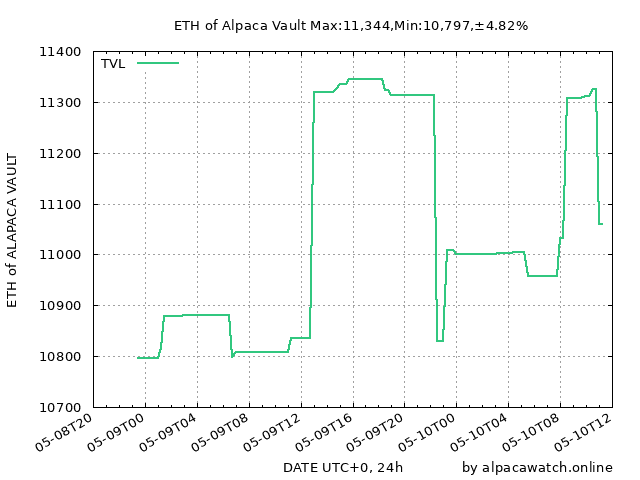 ETH of Alpaca Vault Max:11,344,Min:10,797,±4.82%
TVL
11400
11300
11200
11100
11000
10900
10800
10700
ETH of ALAPACA VAULT
05-08T20
05-09T00
05-09T04
05-09T08
05-09T12
05-09T16
05-09T20
05-10T00
05-10T04
05-10T08
05-10T12
DATE UTC+0, 24h
by alpacawatch.online